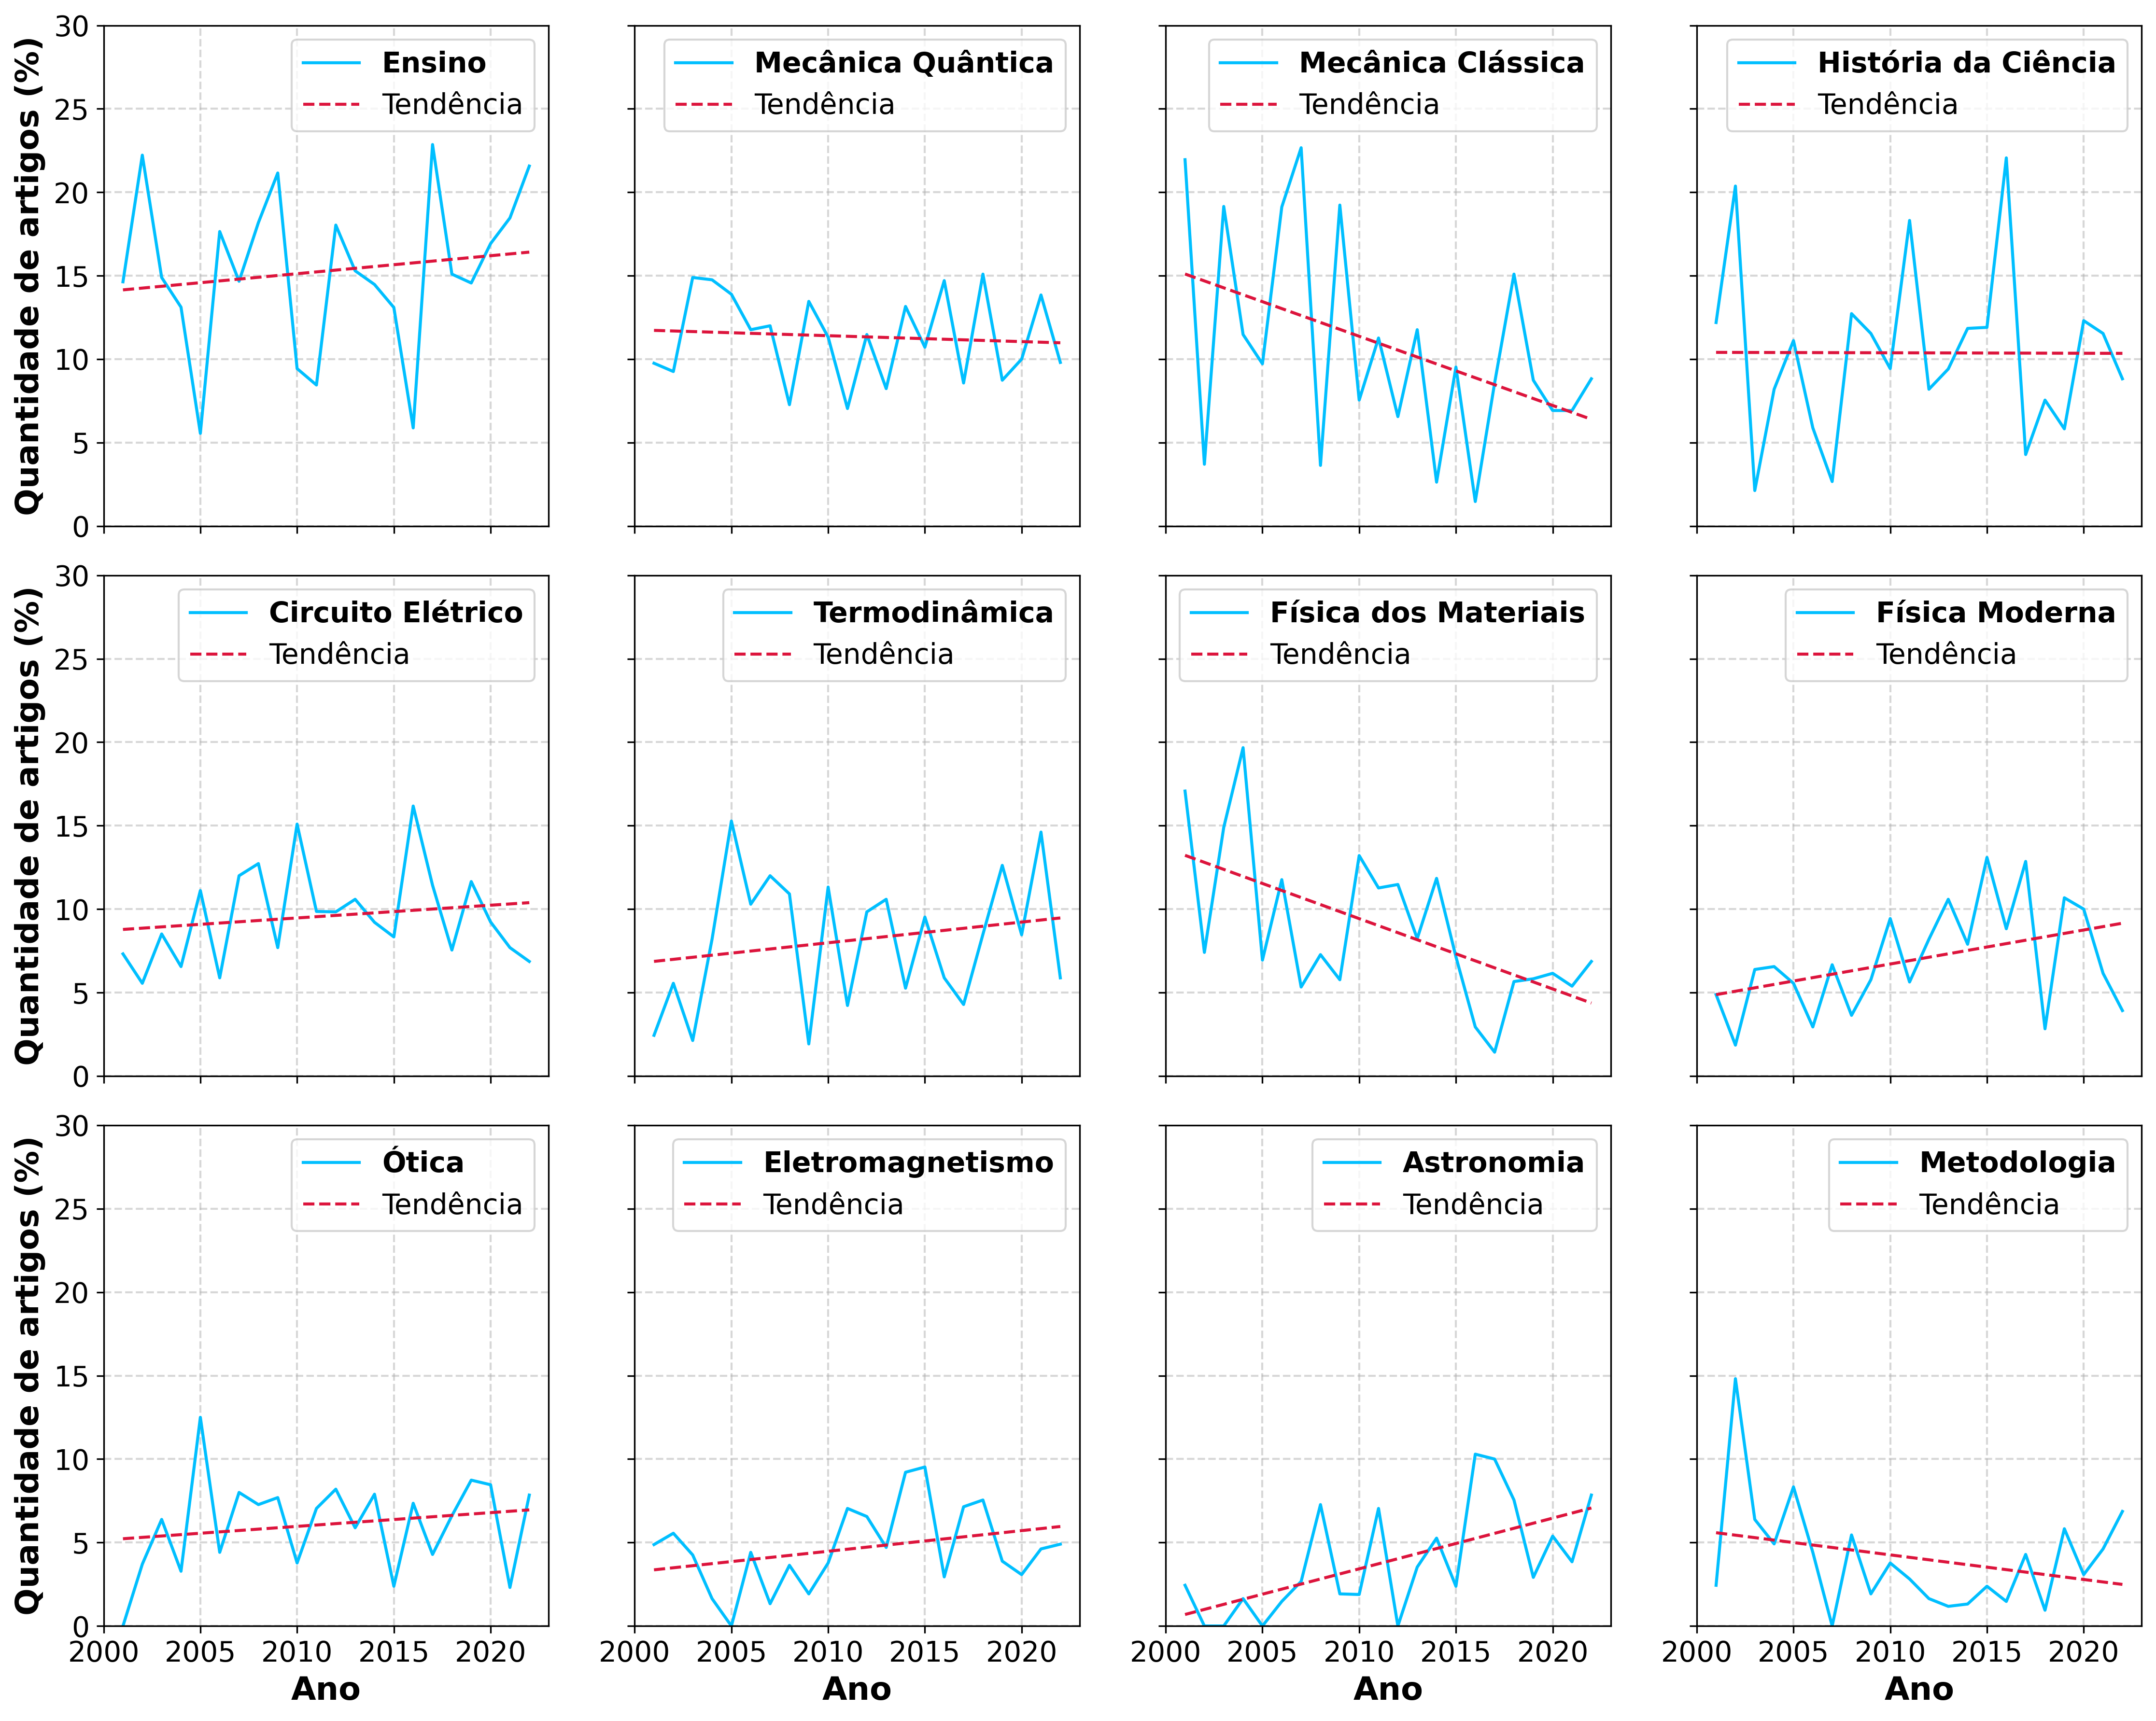 Quantidade de artigos (%)
30
25
20
15
10
5
0
Ensino
Tendência
Mecânica Quântica
Tendência
Mecânica Clássica
Tendência
História da Ciência
Tendência
Quantidade de artigos (%)
30
25
20
15
10
5
0
Circuito Elétrico
Tendência
Termodinâmica
Tendência
Física dos Materiais
Tendência
Física Moderna
Tendência
Quantidade de artigos (%)
30
25
20
15
10
5
0
Ótica
Tendência
Eletromagnetismo
Tendência
Astronomia
Tendência
Metodologia
Tendência
2000 2005 2010 2015 2020
2000 2005 2010 2015 2020
2000 2005 2010 2015 2020
2000 2005 2010 2015 2020
Ano
Ano
Ano
Ano